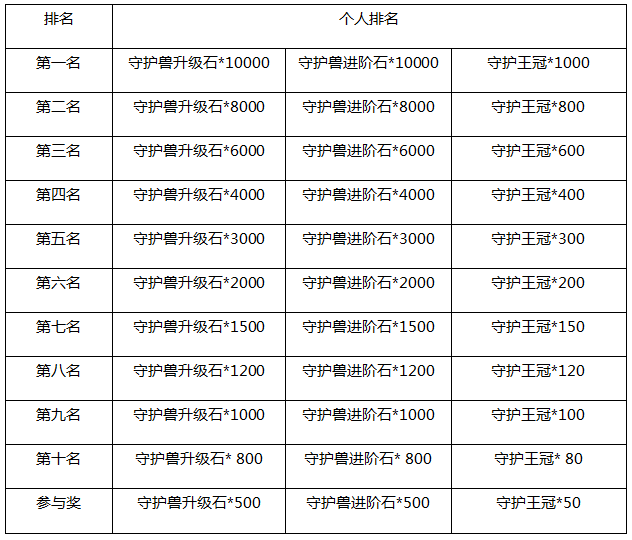 排名 个人排名
第一名 守护兽升级石*10000 守护兽进阶石*10000 守护王冠*1000
第二名 守护兽升级石*8000 守护兽进阶石*8000 守护王冠*800
第三名 守护兽升级石*6000 守护兽进阶石*6000 守护王冠*600
第四名 守护兽升级石*4000 守护兽进阶石*4000 守护王冠*400
第五名 守护兽升级石*3000 守护兽进阶石*3000 守护王冠*300
第六名 守护兽升级石*2000 守护兽进阶石*2000 守护王冠*200
第七名 守护兽升级石*1500 守护兽进阶石*1500 守护王冠*150
第八名 守护兽升级石*1200 守护兽进阶石*1200 守护王冠*120
第九名 守护兽升级石*1000 守护兽进阶石*1000 守护王冠*100
第十名 守护兽升级石* 800 守护兽进阶石* 800 守护王冠* 80
参与奖 守护兽升级石*500 守护兽进阶石*500 守护王冠*50